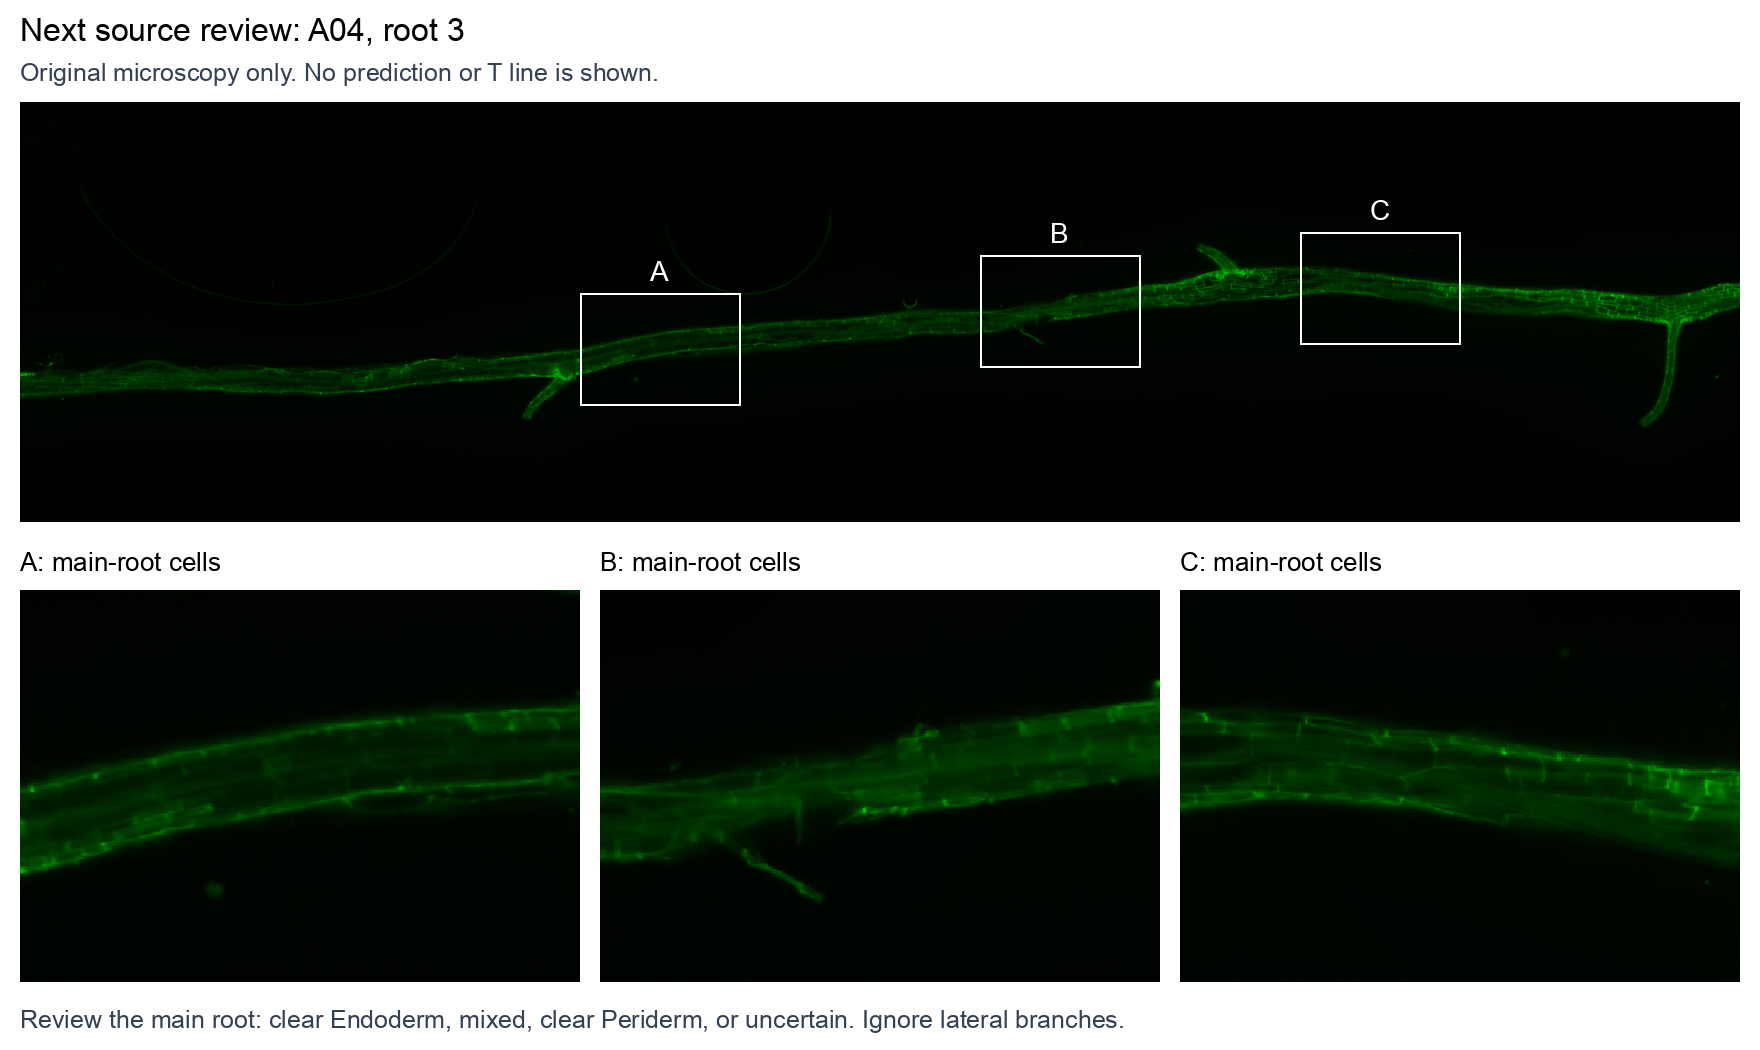 Next source review: A04, root 3
Original microscopy only. No prediction or T line is shown.
A
B
C
A: main-root cells
B: main-root cells
C: main-root cells
Review the main root: clear Endoderm, mixed, clear Periderm, or uncertain. Ignore lateral branches.